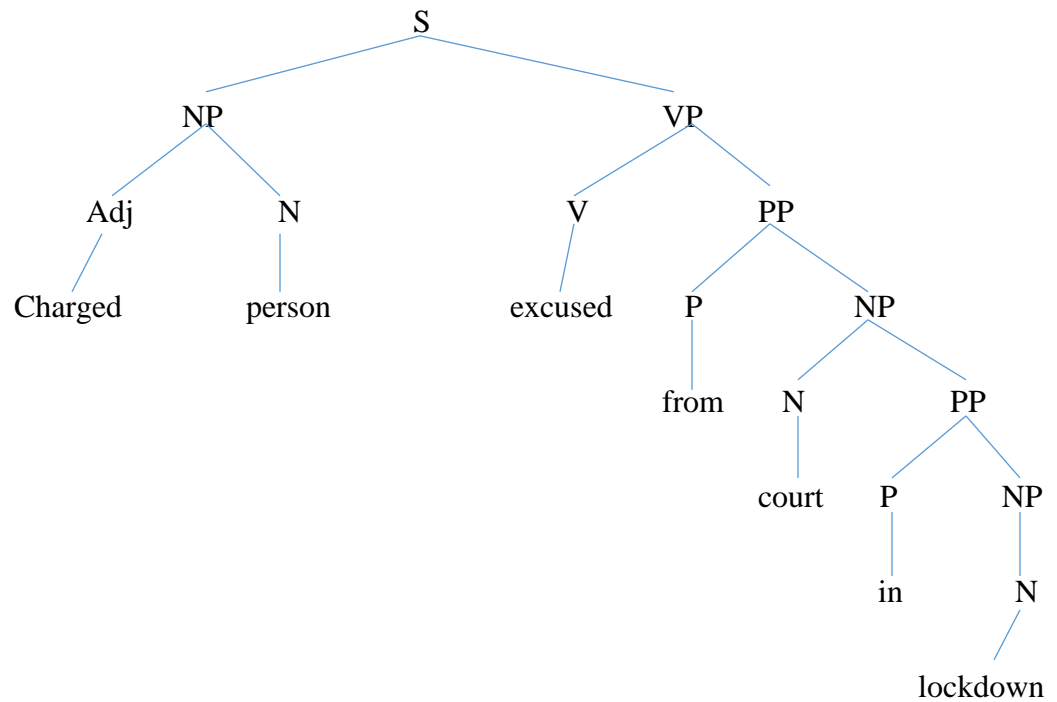 S
NP VP
Adj N V PP
Charged person excused P NP
from N PP
court P NP
in N
lockdown